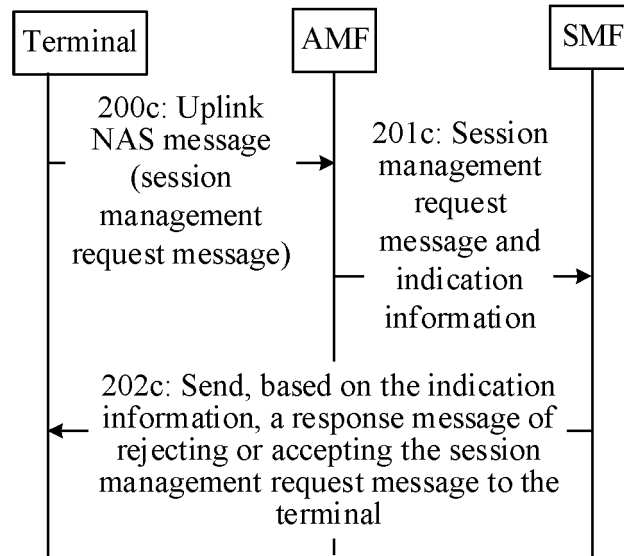 Terminal
AMF
SMF
200c: Uplink
NAS message
(session
management
request message)
201c: Session
management
request
message and
indication
information
202c: Send, based on the indication
information, a response message of
rejecting or accepting the session
management request message to the
terminal